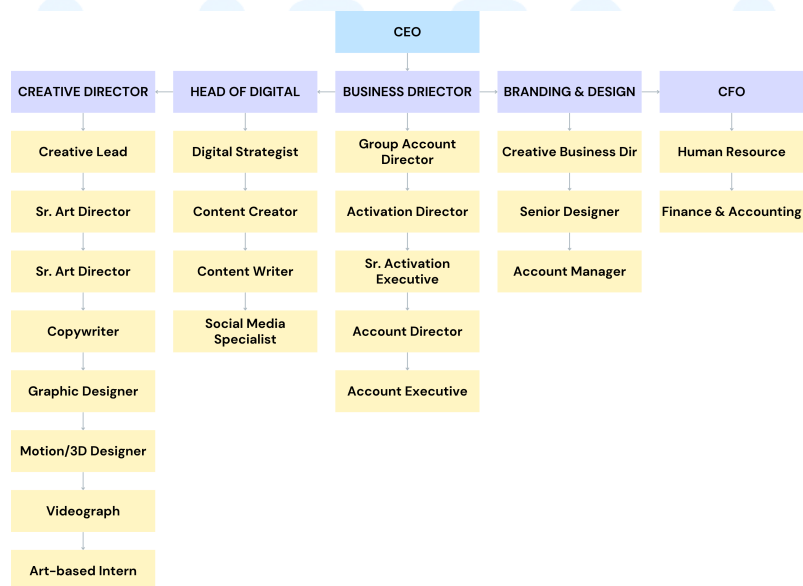 CEO
CREATIVE DIRECTOR
HEAD OF DIGITAL
BUSINESS DRIECTOR
BRANDING & DESIGN
CFO
Creative Lead
Digital Strategist
Group Account
Director
Creative Business Dir
Human Resource
Sr. Art Director
Content Creator
Activation Director
Senior Designer
Finance & Accounting
Sr. Art Director
Content Writer
Sr. Activation
Executive
Account Manager
Copywriter
Social Media
Specialist
Account Director
Graphic Designer
Account Executive
Motion/3D Designer
Videograph
Art-based Intern